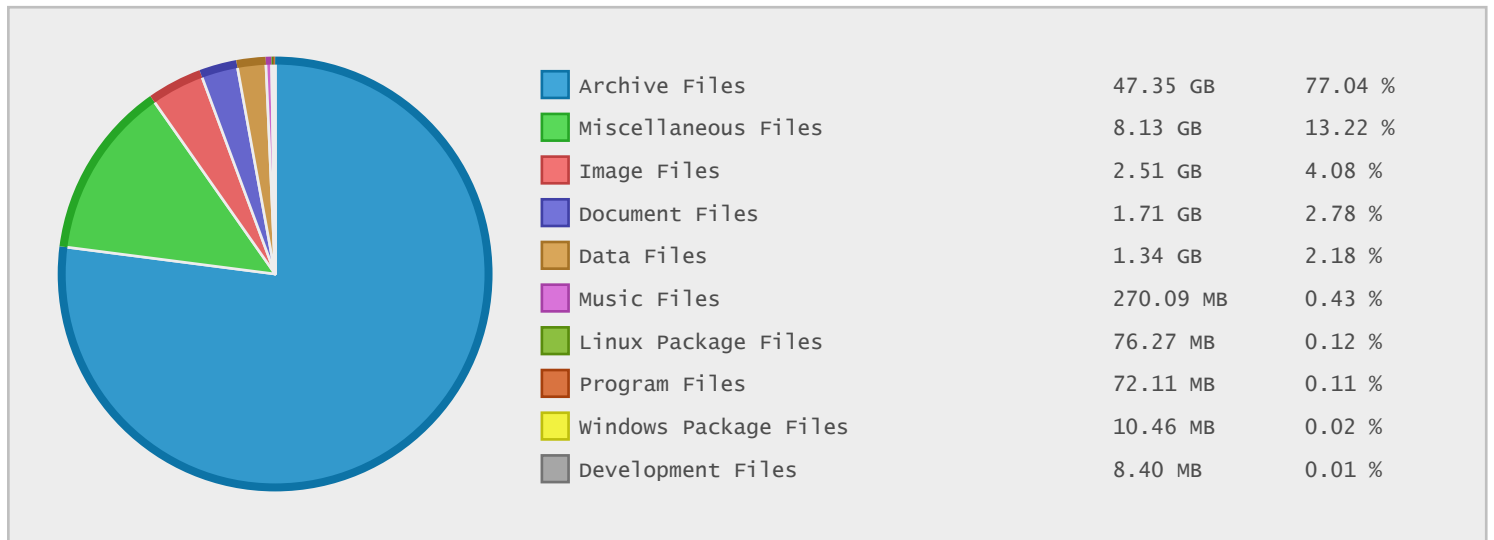 Archive Files 47.35 GB 77.04 %
Miscellaneous Files 8.13 GB 13.22 %
Image Files 2.51 GB 4.08 %
Document Files 1.71 GB 2.78 %
Data Files 1.34 GB 2.18 %
Music Files 270.09 MB 0.43 %
Linux Package Files 76.27 MB 0.12 %
Program Files 72.11 MB 0.11 %
Windows Package Files 10.46 MB 0.02 %
Development Files 8.40 MB 0.01 %